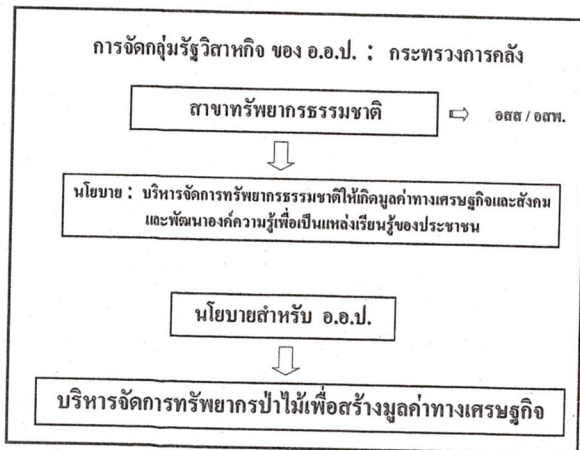 การจัดกลุ่มรัฐวิสาหกิจ ของ อ.อ.ป. : กระทรวงการคลัง
สาขาทรัพยากรธรรมชาติ
อสส / อสพ.
นโยบาย : บริหารจัดการทรัพยากรธรรมชาติให้เกิดมูลค่าทางเศรษฐกิจและสังคม
และพัฒนาองค์ความรู้เพื่อเป็นแหล่งเรียนรู้ของประชาชน
นโยบายสำหรับ อ.อ.ป.
บริหารจัดการทรัพยากรป่าไม้เพื่อสร้างมูลค่าทางเศรษฐกิจ